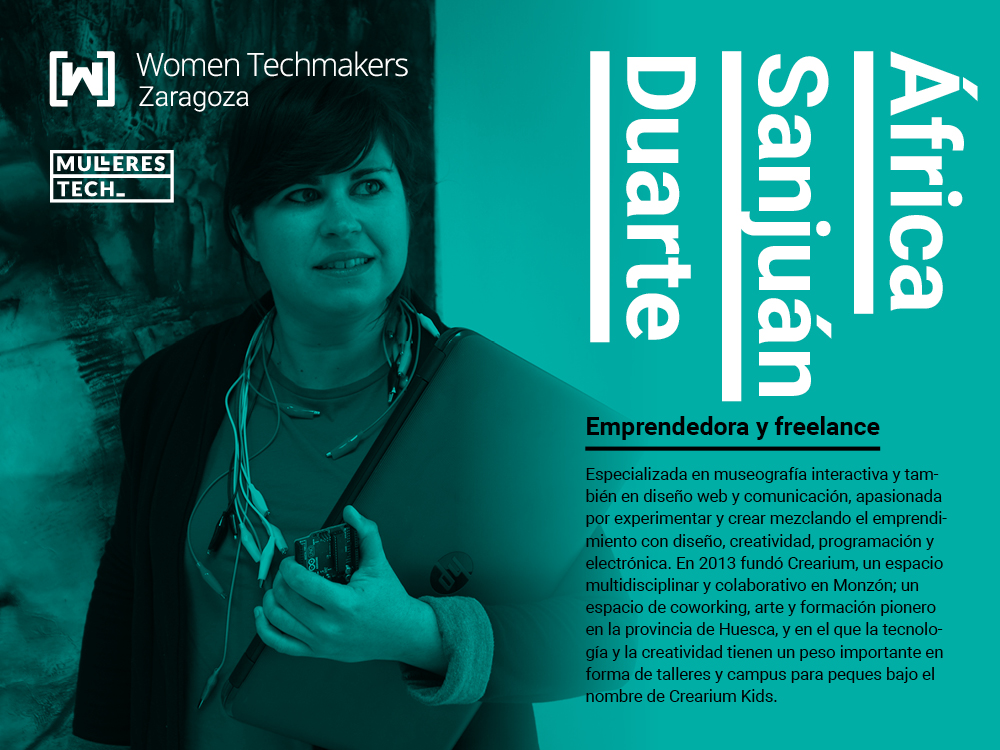 Women Techmakers
Zaragoza
MULLERES
TECH_
África
Sanjuán
Duarte
Emprendedora y freelance
Especializada en museografía interactiva y tam-
bién en diseño web y comunicación, apasionada
por experimentar y crear mezclando el emprendi-
miento con diseño, creatividad, programación y
electrónica. En 2013 fundó Crearium, un espacio
multidisciplinar y colaborativo en Monzón; un
espacio de coworking, arte y formación pionero
en la provincia de Huesca, y en el que la tecnolo-
gía y la creatividad tienen un peso importante en
forma de talleres y campus para peques bajo el
nombre de Crearium Kids.